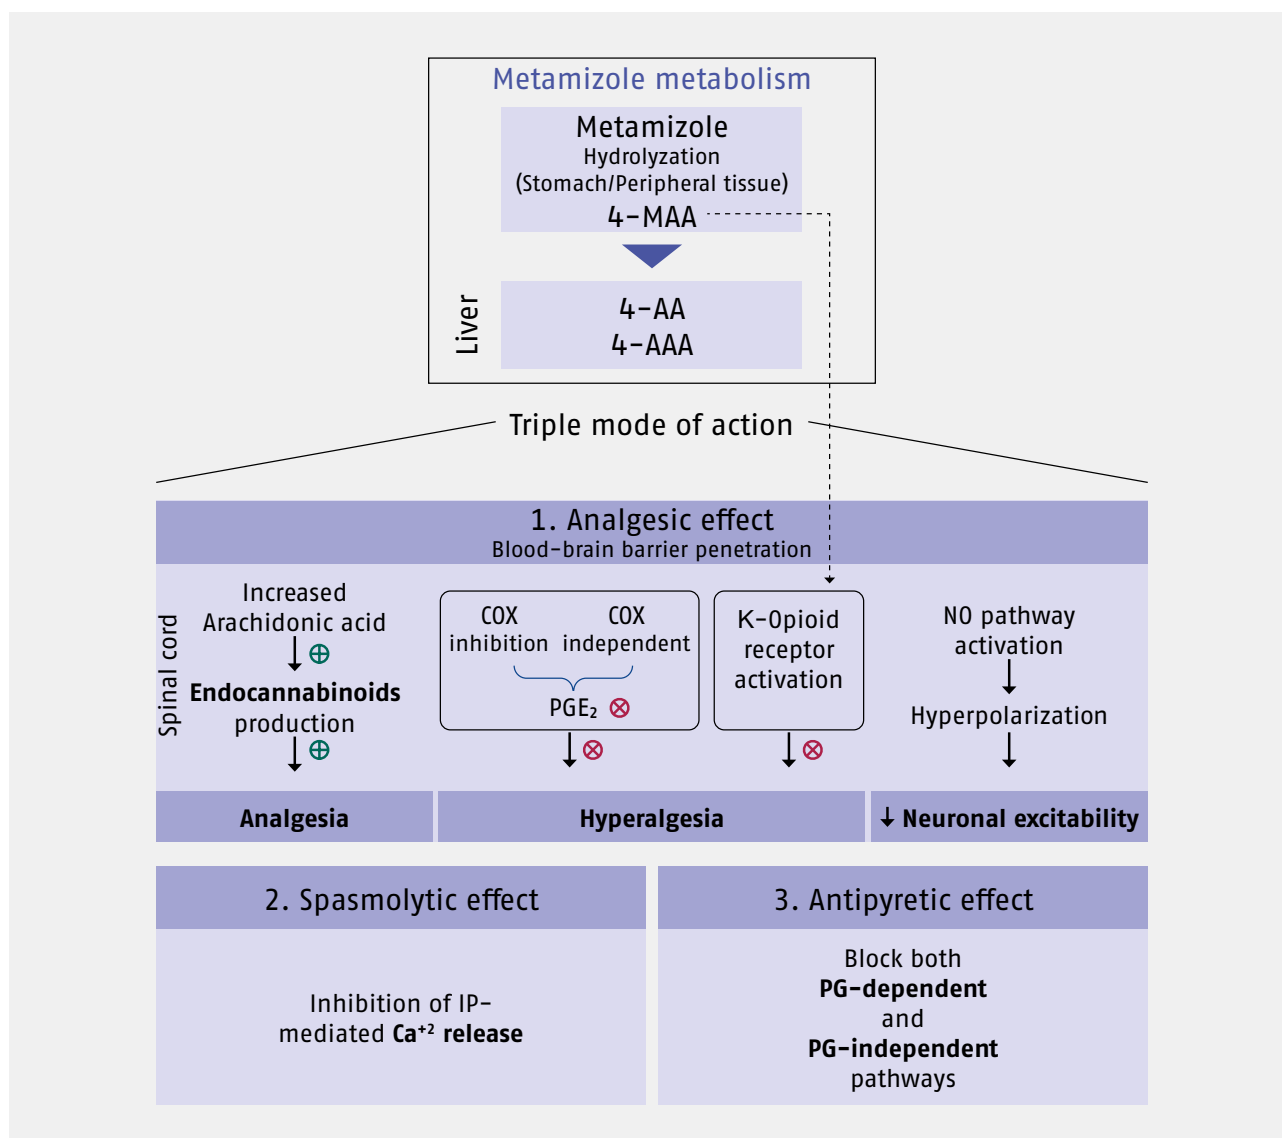 Metamizole metabolism
Metamizole
Hydrolyzation
(Stomach/Peripheral tissue)
4-MAA
Liver
4-AA
4-AAA
Triple mode of action
1. Analgesic effect
Blood-brain barrier penetration
Spinal cord
Increased
Arachidonic acid
Endocannabinoids
production
COX
inhibition
COX
independent
PGE₂
K-Opioid
receptor
activation
NO pathway
activation
Hyperpolarization
Analgesia
Hyperalgesia
↓ Neuronal excitability
2. Spasmolytic effect
Inhibition of IP-
mediated Ca⁺² release
3. Antipyretic effect
Block both
PG-dependent
and
PG-independent
pathways